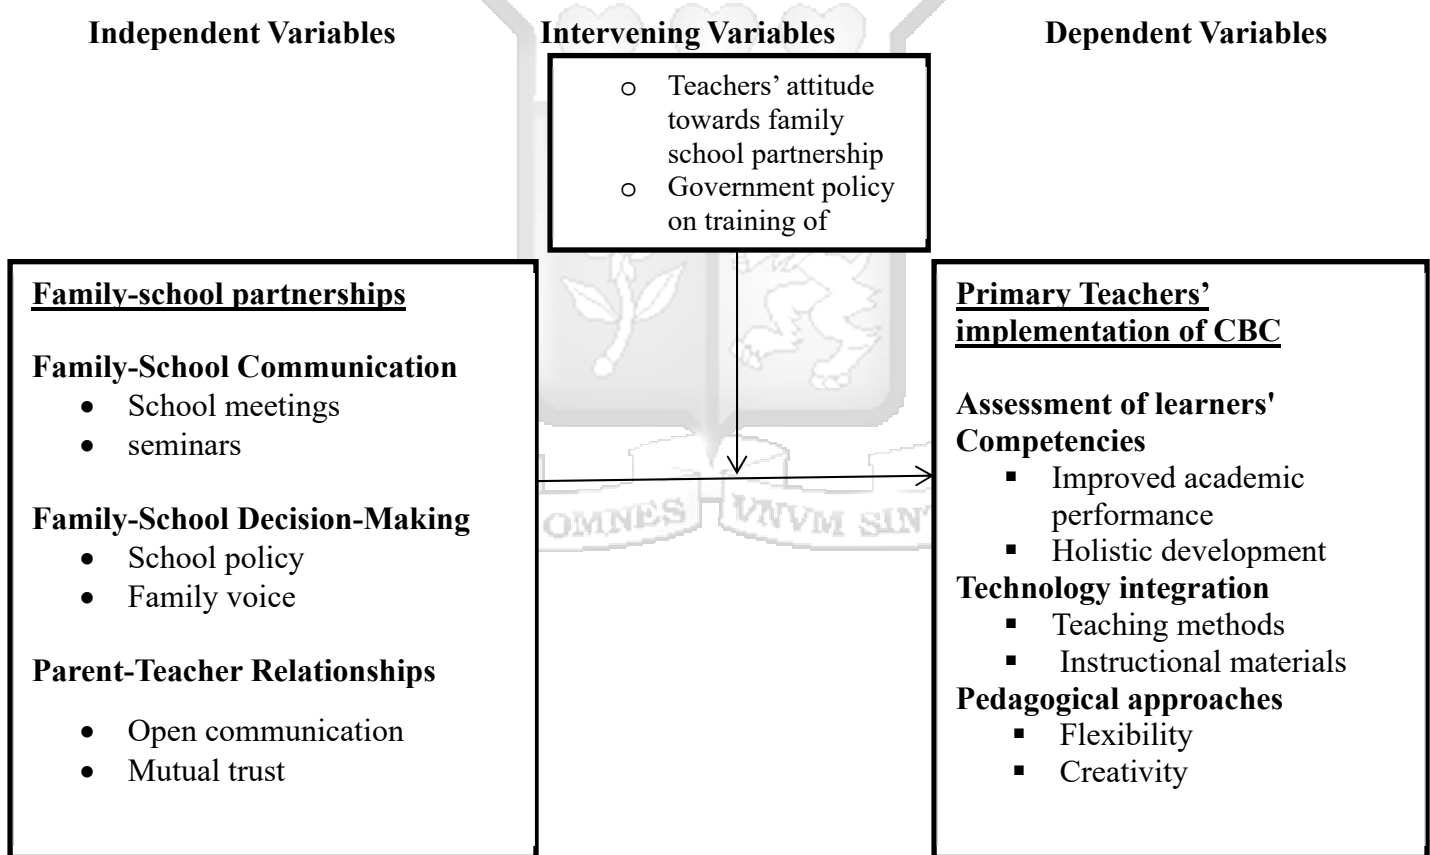 Independent Variables
Intervening Variables
Dependent Variables
o Teachers’ attitude
towards family
school partnership
o Government policy
on training of
Family-school partnerships
Family-School Communication
• School meetings
• seminars
Family-School Decision-Making
• School policy
• Family voice
Parent-Teacher Relationships
• Open communication
• Mutual trust
Primary Teachers’
implementation of CBC
Assessment of learners'
Competencies
▪ Improved academic
performance
▪ Holistic development
Technology integration
▪ Teaching methods
▪ Instructional materials
Pedagogical approaches
▪ Flexibility
▪ Creativity
OMNES VNVM SIN